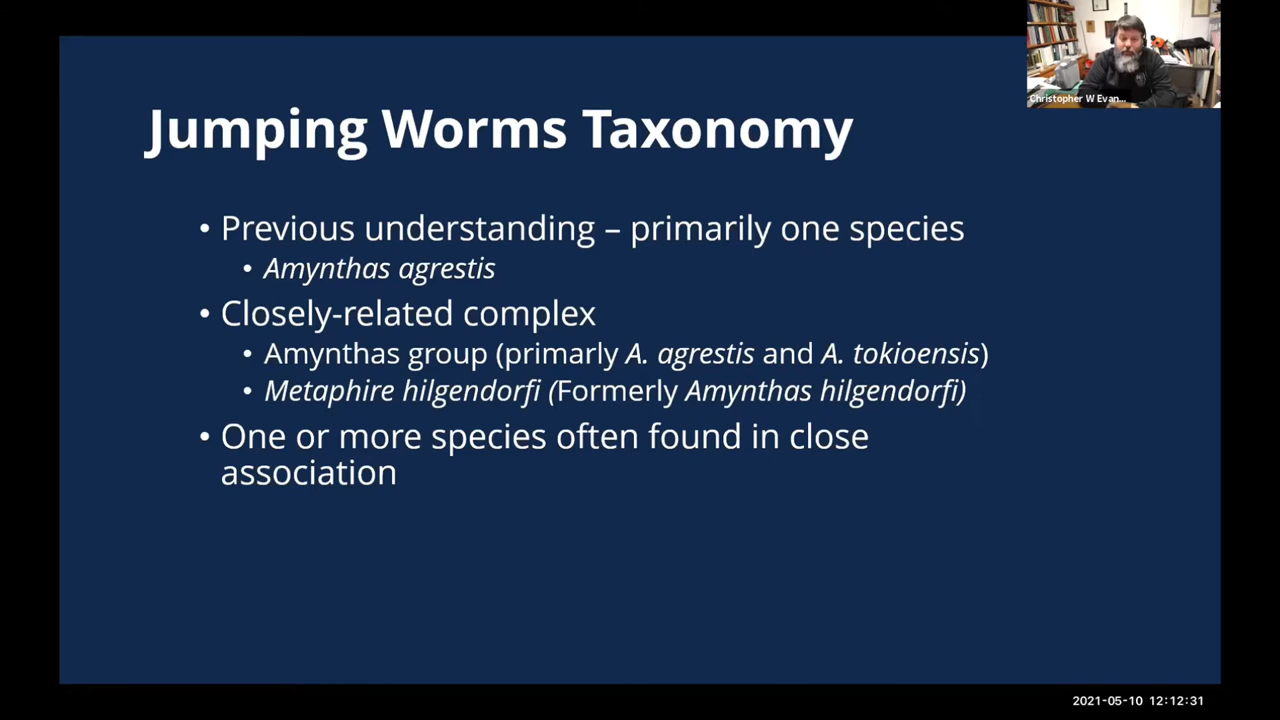 Christopher W Evan...
Jumping Worms Taxonomy
• Previous understanding – primarily one species
• Amynthas agrestis
• Closely-related complex
• Amynthas group (primarly A. agrestis and A. tokioensis)
• Metaphire hilgendorfi (Formerly Amynthas hilgendorfi)
• One or more species often found in close
association
2021-05-10 12:12:31